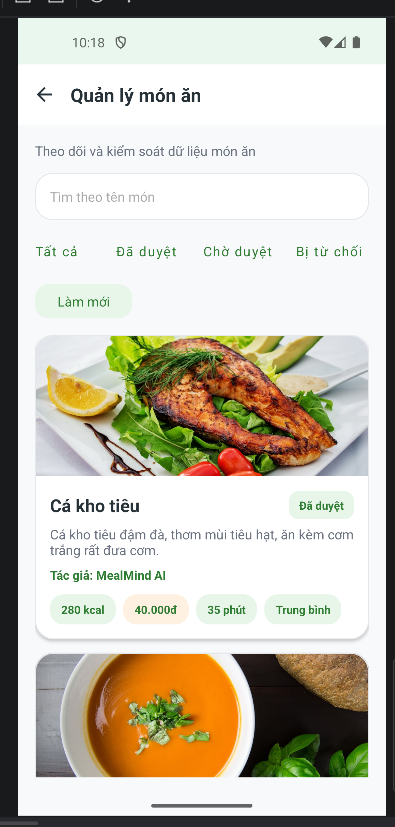 10:18
Quản lý món ăn
Theo dõi và kiểm soát dữ liệu món ăn
Tìm theo tên món
Tất cả Đã duyệt Chờ duyệt Bị từ chối
Làm mới
Cá kho tiêu Đã duyệt
Cá kho tiêu đậm đà, thơm mùi tiêu hạt, ăn kèm cơm
trắng rất đưa cơm.
Tác giả: MealMind AI
280 kcal 40.000đ 35 phút Trung bình